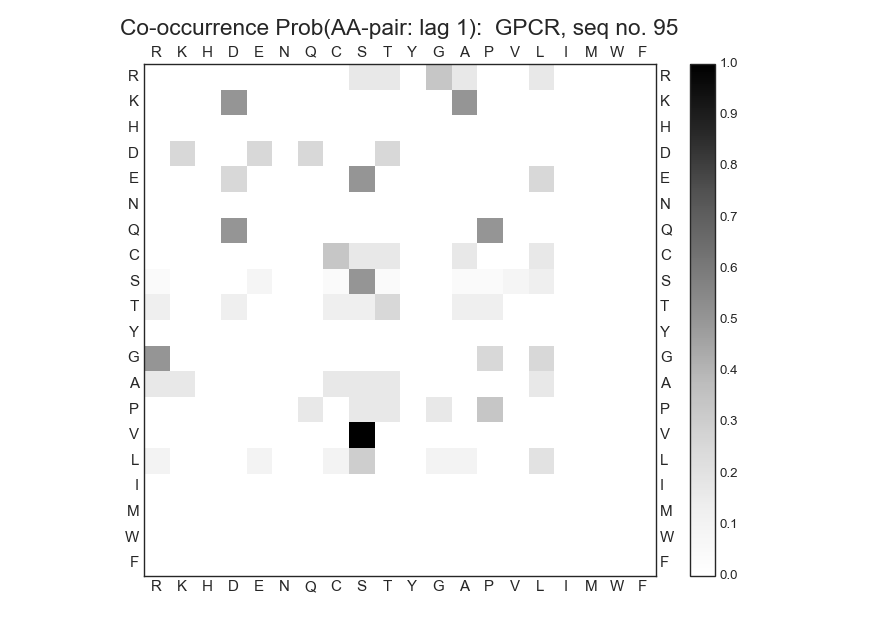 Co-occurrence Prob(AA-pair: lag 1):  GPCR, seq no. 95
R K H D E N Q C S T Y G A P V L I M W F
R R
K K
H H
D D
E E
N N
Q Q
C C
S S
T T
Y Y
G G
A A
P P
V V
L L
I I
M M
W W
F F
R K H D E N Q C S T Y G A P V L I M W F
1.0
0.9
0.8
0.7
0.6
0.5
0.4
0.3
0.2
0.1
0.0